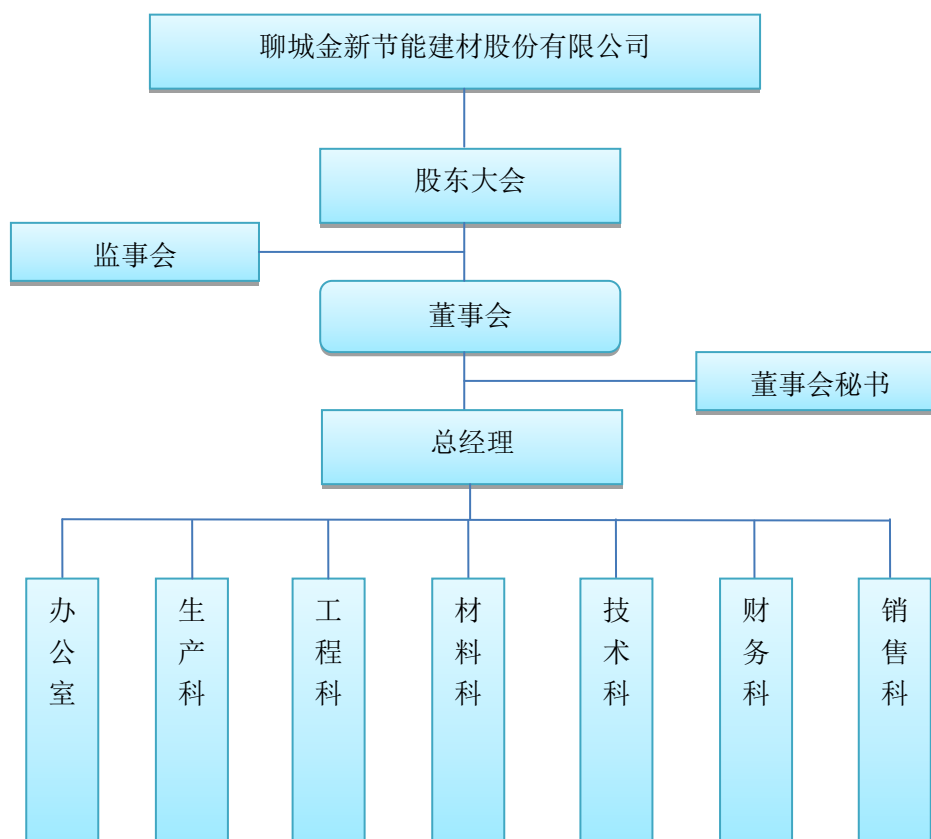 聊城金新节能建材股份有限公司
股东大会
监事会
董事会
董事会秘书
总经理
办公室
生产科
工程科
材料科
技术科
财务科
销售科